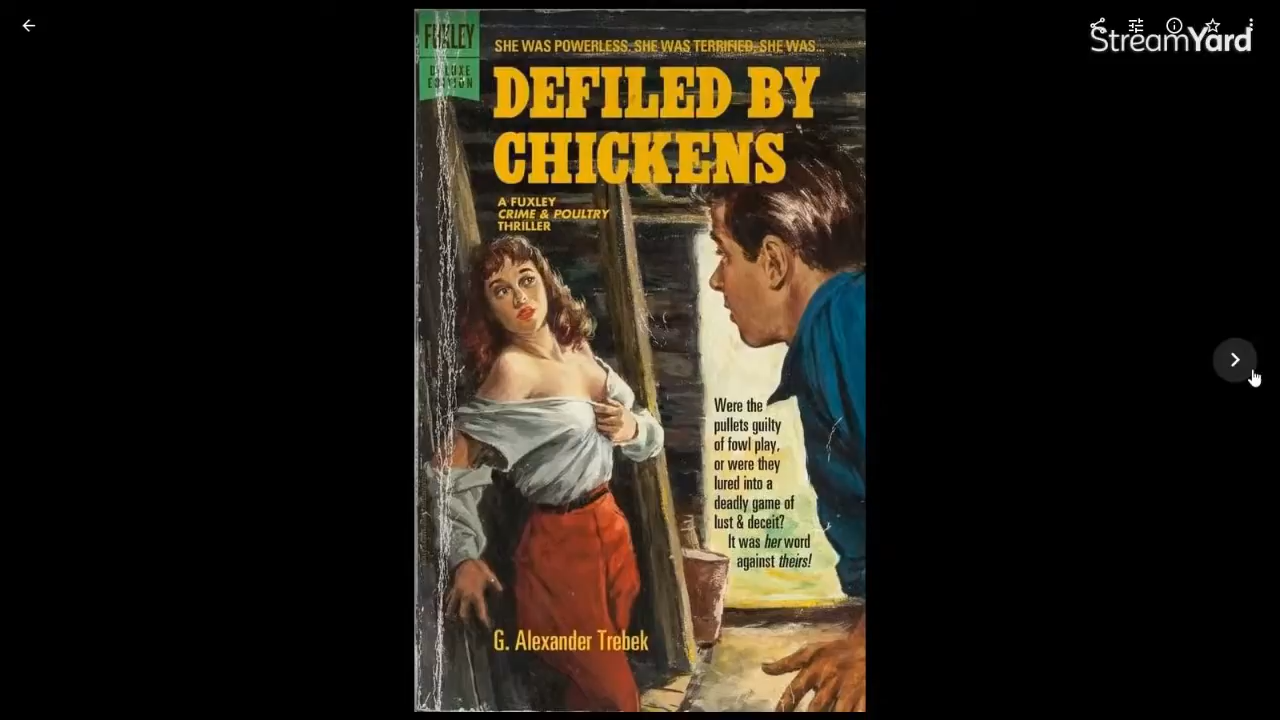 StreamYard
FUXLEY
DELUXE
EDITION
SHE WAS POWERLESS, SHE WAS TERRIFIED, SHE WAS...
DEFILED BY
CHICKENS
A FUXLEY
CRIME & POULTRY
THRILLER
Were the
pullets guilty
of fowl play,
or were they
lured into a
deadly game of
lust & deceit?
It was her word
against theirs!
G. Alexander Trebek